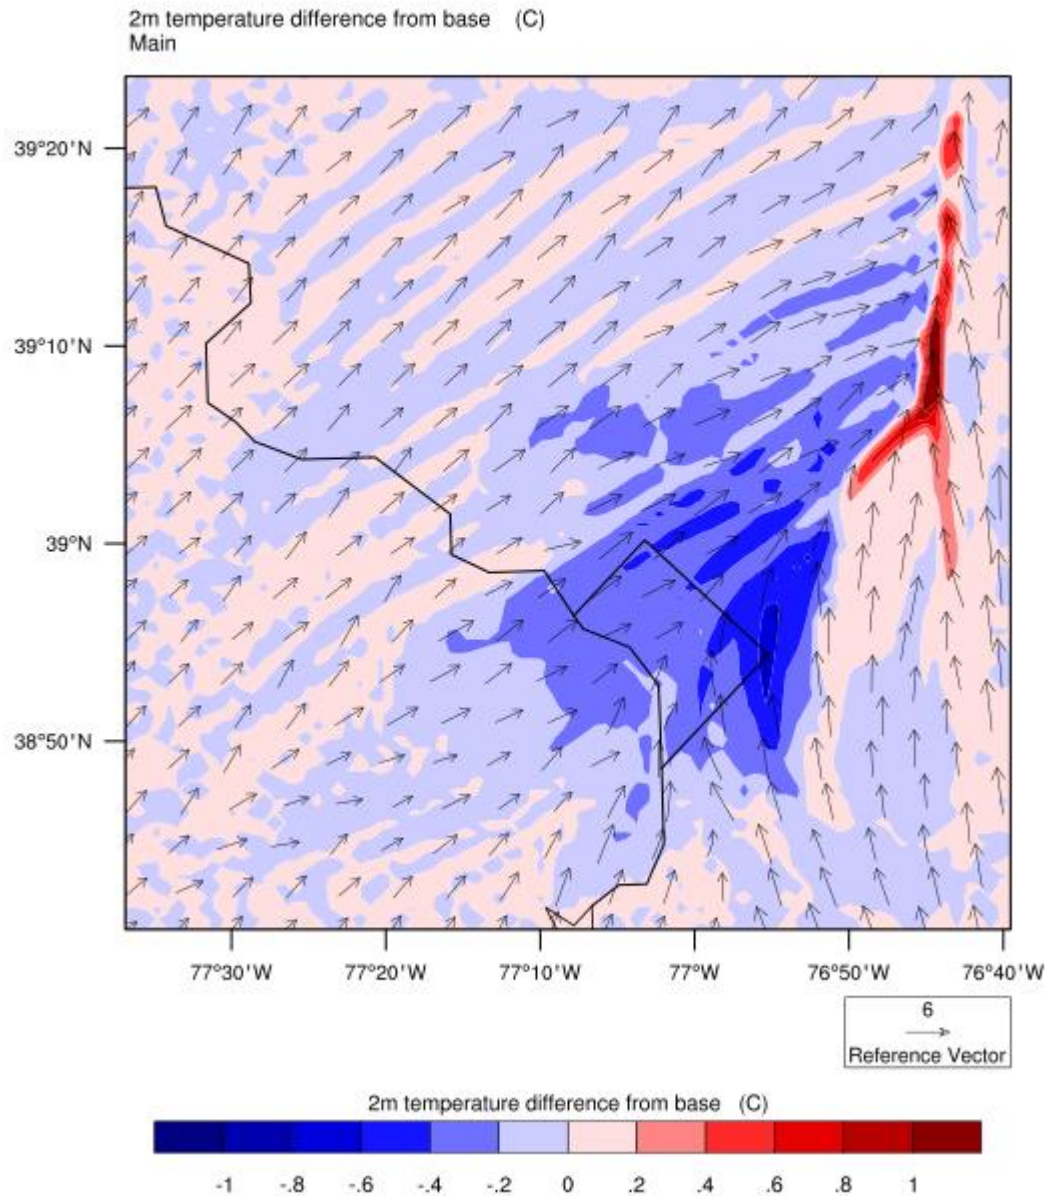 2m temperature difference from base (C)
Main
39°20'N
39°10'N
39°N
38°50'N
77°30'W 77°20'W 77°10'W 77°W 76°50'W 76°40'W
6
Reference Vector
2m temperature difference from base (C)
-1 -.8 -.6 -.4 -.2 0 .2 .4 .6 .8 1